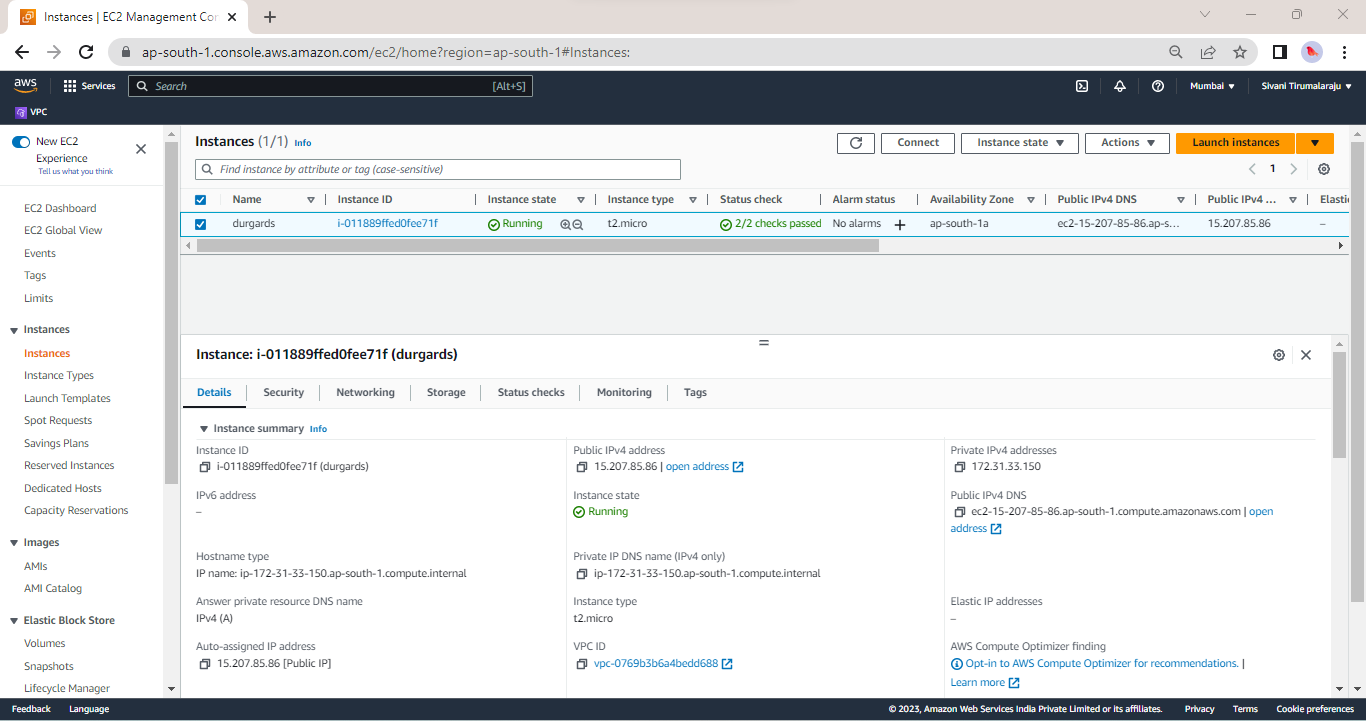 Instances | EC2 Management Con
ap-south-1.console.aws.amazon.com/ec2/home?region=ap-south-1#Instances:
aws Services Search [Alt+S] Mumbai Sivani Tirumalaraju
VPC
New EC2
Experience
Tell us what you think
EC2 Dashboard
EC2 Global View
Events
Tags
Limits
Instances
Instances
Instance Types
Launch Templates
Spot Requests
Savings Plans
Reserved Instances
Dedicated Hosts
Capacity Reservations
Images
AMIs
AMI Catalog
Elastic Block Store
Volumes
Snapshots
Lifecycle Manager
Instances (1/1) Info Connect Instance state Actions Launch instances
Find instance by attribute or tag (case-sensitive) 1
Name Instance ID Instance state Instance type Status check Alarm status Availability Zone Public IPv4 DNS Public IPv4 ... Elasti
durgards i-011889ffed0fee71f Running t2.micro 2/2 checks passed No alarms + ap-south-1a ec2-15-207-85-86.ap-s... 15.207.85.86 –
Instance: i-011889ffed0fee71f (durgards)
Details Security Networking Storage Status checks Monitoring Tags
Instance summary Info
Instance ID
i-011889ffed0fee71f (durgards)
Public IPv4 address
15.207.85.86 | open address
Private IPv4 addresses
172.31.33.150
IPv6 address
–
Instance state
Running
Public IPv4 DNS
ec2-15-207-85-86.ap-south-1.compute.amazonaws.com | open
address
Hostname type
IP name: ip-172-31-33-150.ap-south-1.compute.internal
Private IP DNS name (IPv4 only)
ip-172-31-33-150.ap-south-1.compute.internal
Answer private resource DNS name
IPv4 (A)
Instance type
t2.micro
Elastic IP addresses
–
Auto-assigned IP address
15.207.85.86 [Public IP]
VPC ID
vpc-0769b3b6a4bedd688
AWS Compute Optimizer finding
Opt-in to AWS Compute Optimizer for recommendations. |
Learn more
Feedback Language © 2023, Amazon Web Services India Private Limited or its affiliates. Privacy Terms Cookie preferences